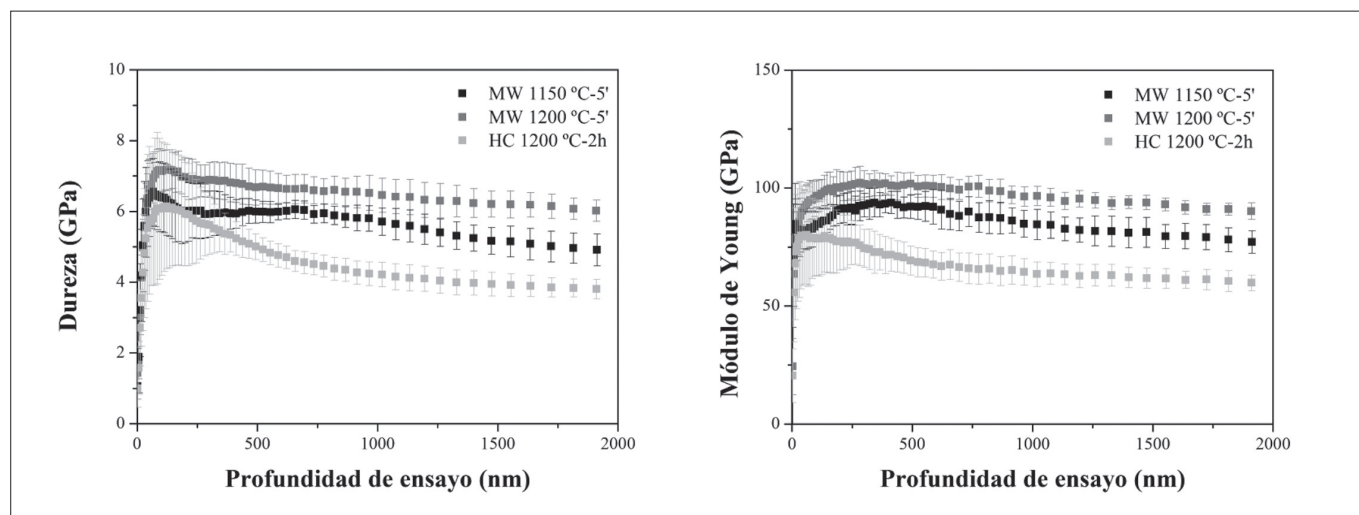 10
8
6
4
2
0
Dureza (GPa)
MW 1150 ºC-5'
MW 1200 ºC-5'
HC 1200 ºC-2h
0
500
1000
1500
2000
Profundidad de ensayo (nm)
150
100
50
0
Módulo de Young (GPa)
MW 1150 ºC-5'
MW 1200 ºC-5'
HC 1200 ºC-2h
0
500
1000
1500
2000
Profundidad de ensayo (nm)